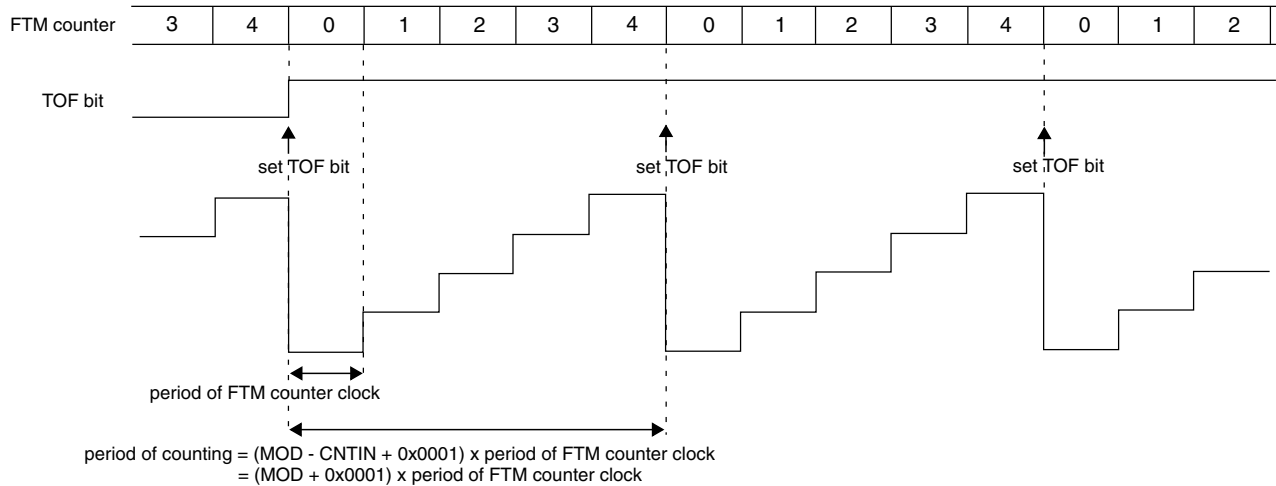 FTM counter 3 4 0 1 2 3 4 0 1 2 3 4 0 1 2
TOF bit
set TOF bit set TOF bit set TOF bit
period of FTM counter clock
period of counting = (MOD - CNTIN + 0x0001) x period of FTM counter clock
= (MOD + 0x0001) x period of FTM counter clock